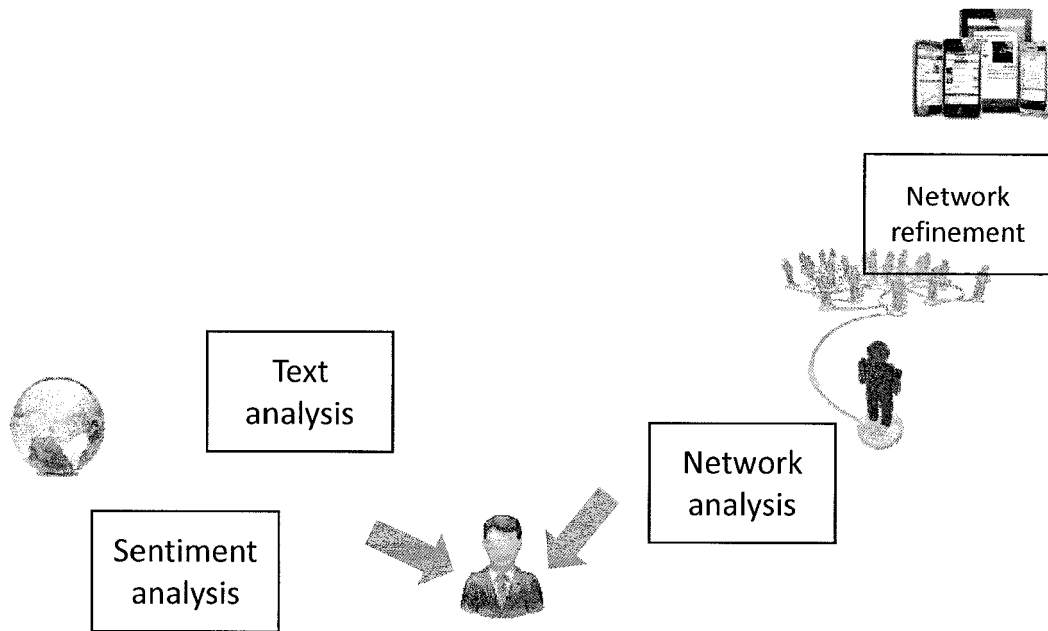 Network
refinement
Text
analysis
Network
analysis
Sentiment
analysis